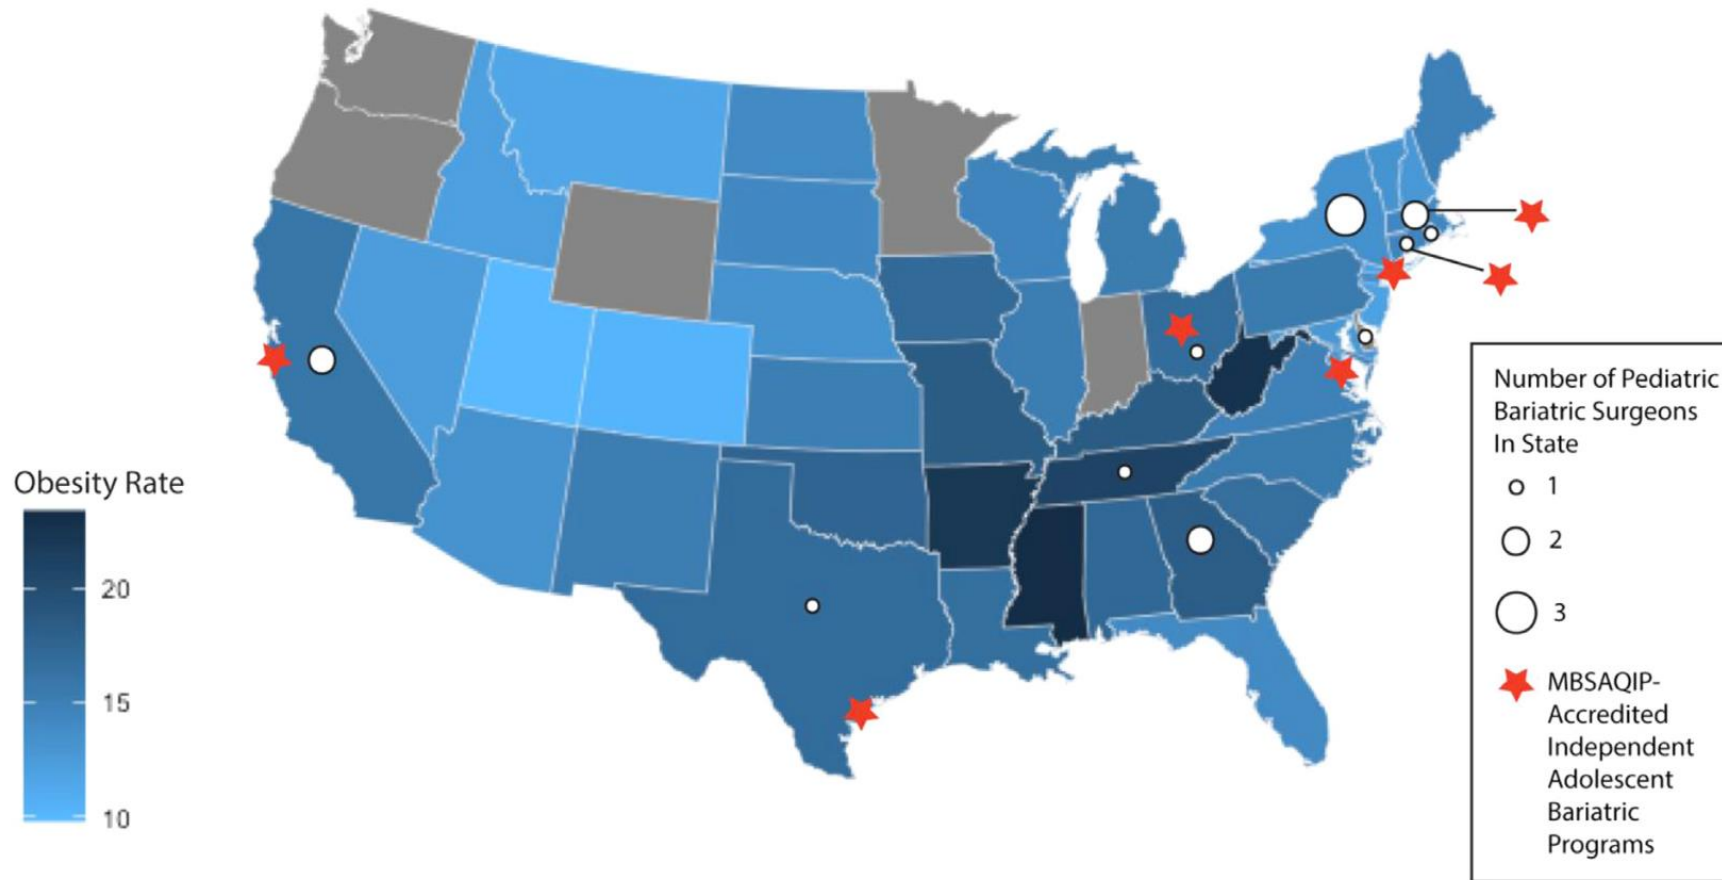 Obesity Rate
20
15
10
Number of Pediatric
Bariatric Surgeons
In State
1
2
3
MBSAQIP-
Accredited
Independent
Adolescent
Bariatric
Programs